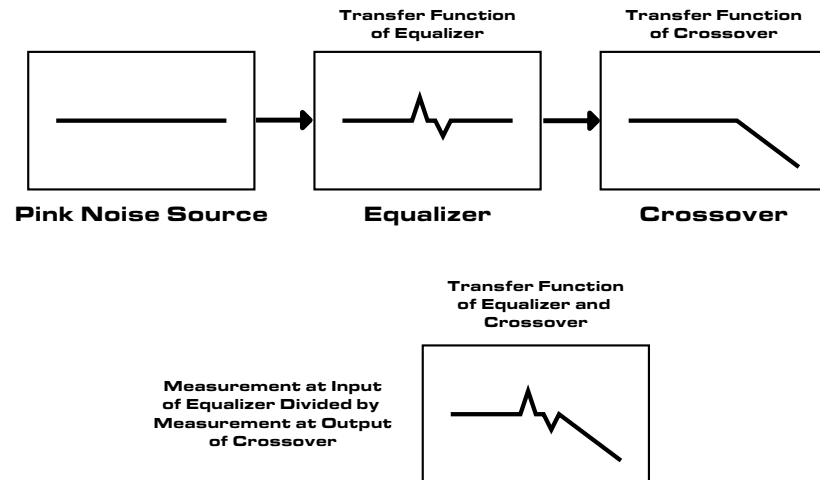 Transfer Function
of Equalizer
Transfer Function
of Crossover
Pink Noise Source
Equalizer
Crossover
Transfer Function
of Equalizer and
Crossover
Measurement at Input
of Equalizer Divided by
Measurement at Output
of Crossover